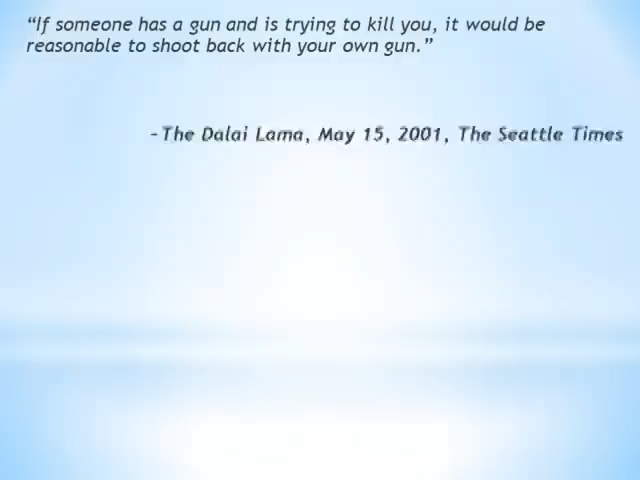 “If someone has a gun and is trying to kill you, it would be
reasonable to shoot back with your own gun.”
–The Dalai Lama, May 15, 2001, The Seattle Times